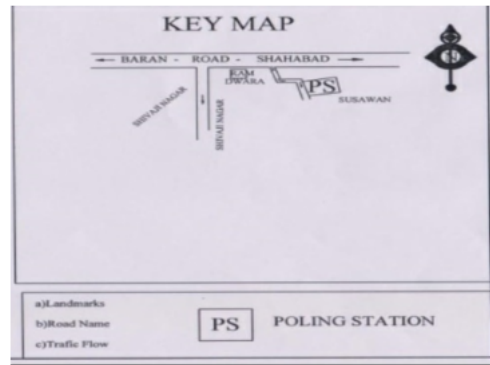 KEY MAP
BARAN - ROAD - SHAHABAD
RAM
DWARA
PS
SUSAWAN
SHIVAJI NAGAR
SHIVAJI NAGAR
a)Landmarks
b)Road Name
c)Trafic Flow
PS
POLING STATION